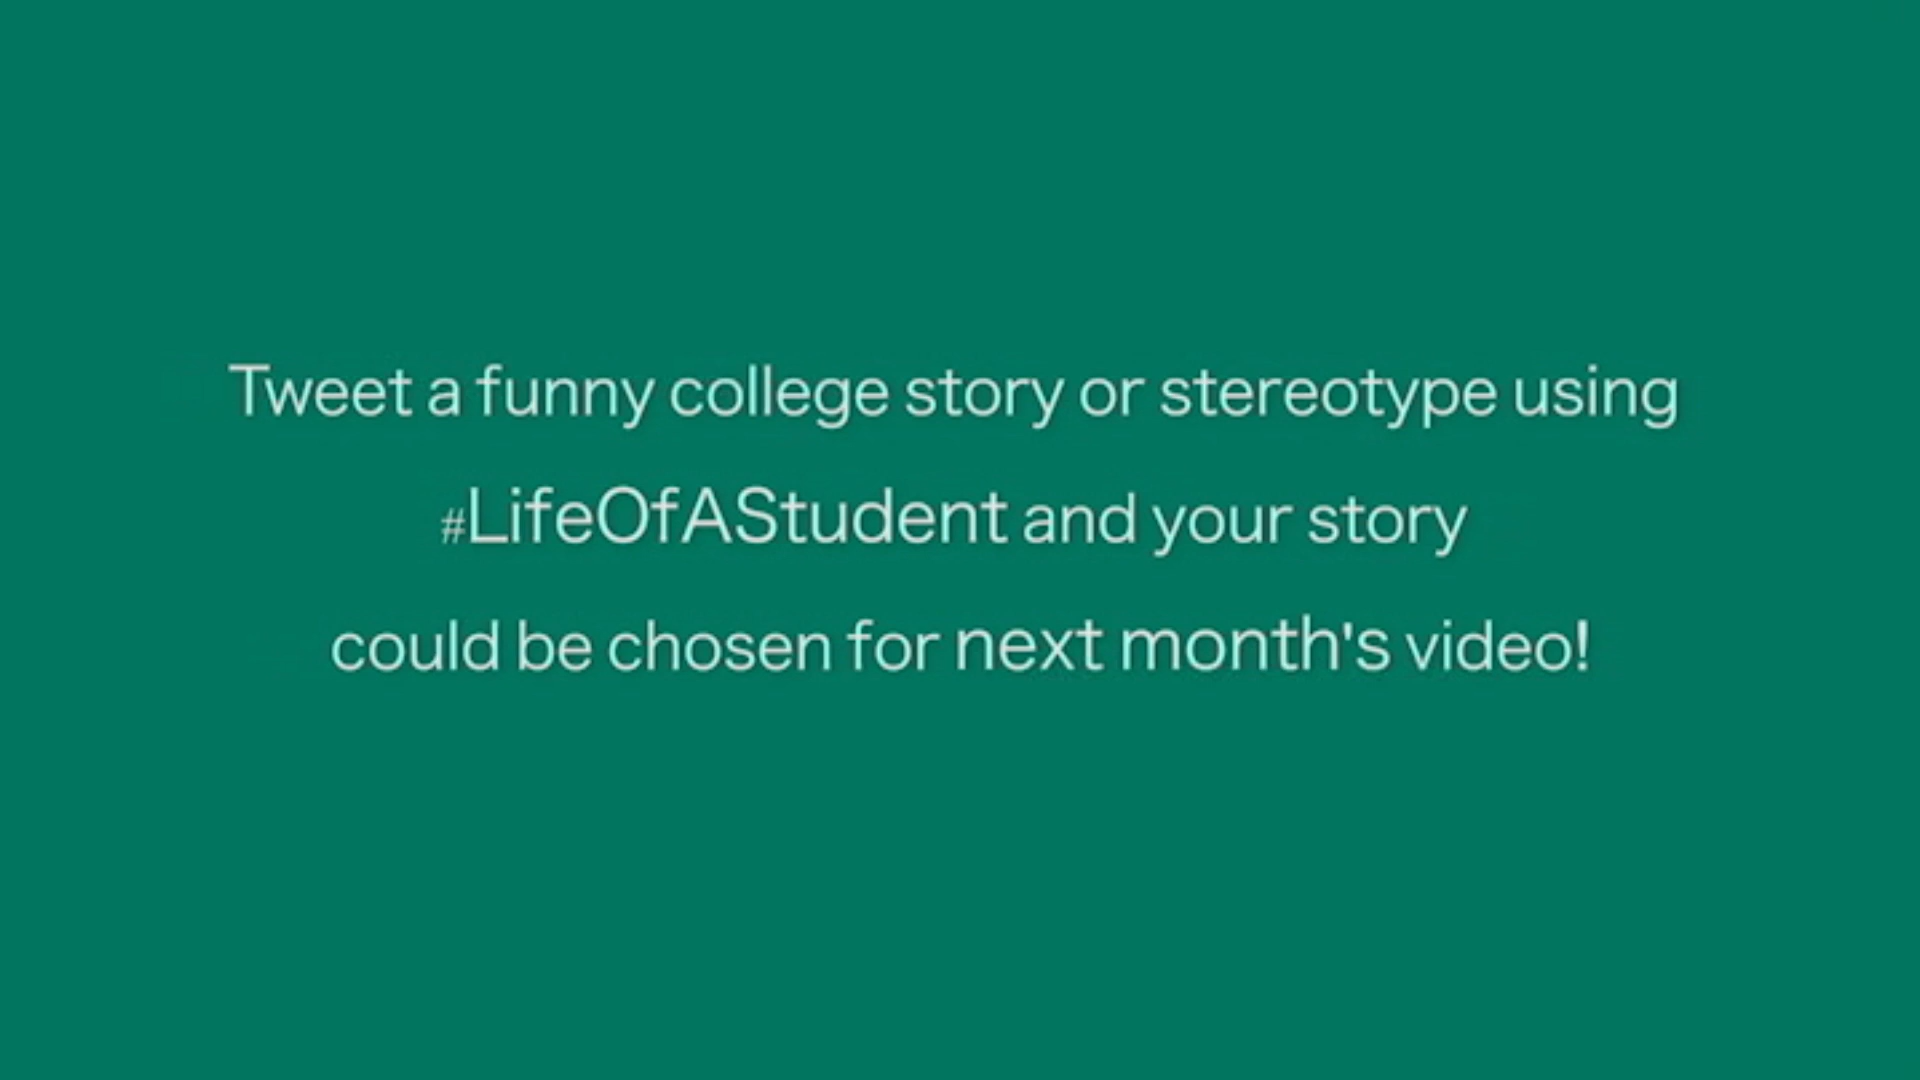 Tweet a funny college story or stereotype using
#LifeOfAStudent and your story
could be chosen for next month's video!